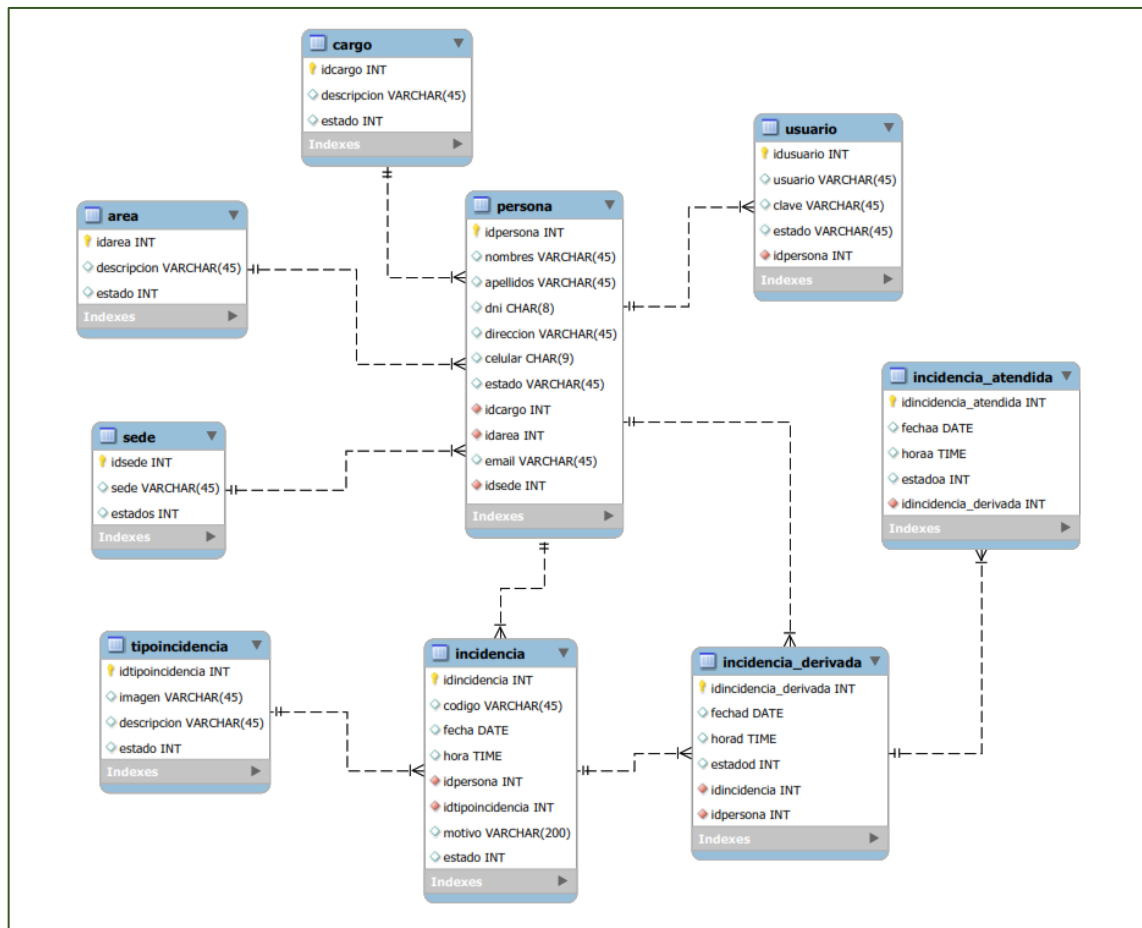 cargo
idcargo INT
descripcion VARCHAR(45)
estado INT
Indexes
usuario
idusuario INT
usuario VARCHAR(45)
clave VARCHAR(45)
estado VARCHAR(45)
idpersona INT
Indexes
area
idarea INT
descripcion VARCHAR(45)
estado INT
Indexes
persona
idpersona INT
nombres VARCHAR(45)
apellidos VARCHAR(45)
dni CHAR(8)
direccion VARCHAR(45)
celular CHAR(9)
estado VARCHAR(45)
idcargo INT
idarea INT
email VARCHAR(45)
idsede INT
Indexes
incidencia_atendida
idincidencia_atendida INT
fechaa DATE
horaa TIME
estadoa INT
idincidencia_derivada INT
Indexes
sede
idsede INT
sede VARCHAR(45)
estados INT
Indexes
tipoincidencia
idtipoincidencia INT
imagen VARCHAR(45)
descripcion VARCHAR(45)
estado INT
Indexes
incidencia
idincidencia INT
codigo VARCHAR(45)
fecha DATE
hora TIME
idpersona INT
idtipoincidencia INT
motivo VARCHAR(200)
estado INT
Indexes
incidencia_derivada
idincidencia_derivada INT
fechad DATE
horad TIME
estadod INT
idincidencia INT
idpersona INT
Indexes